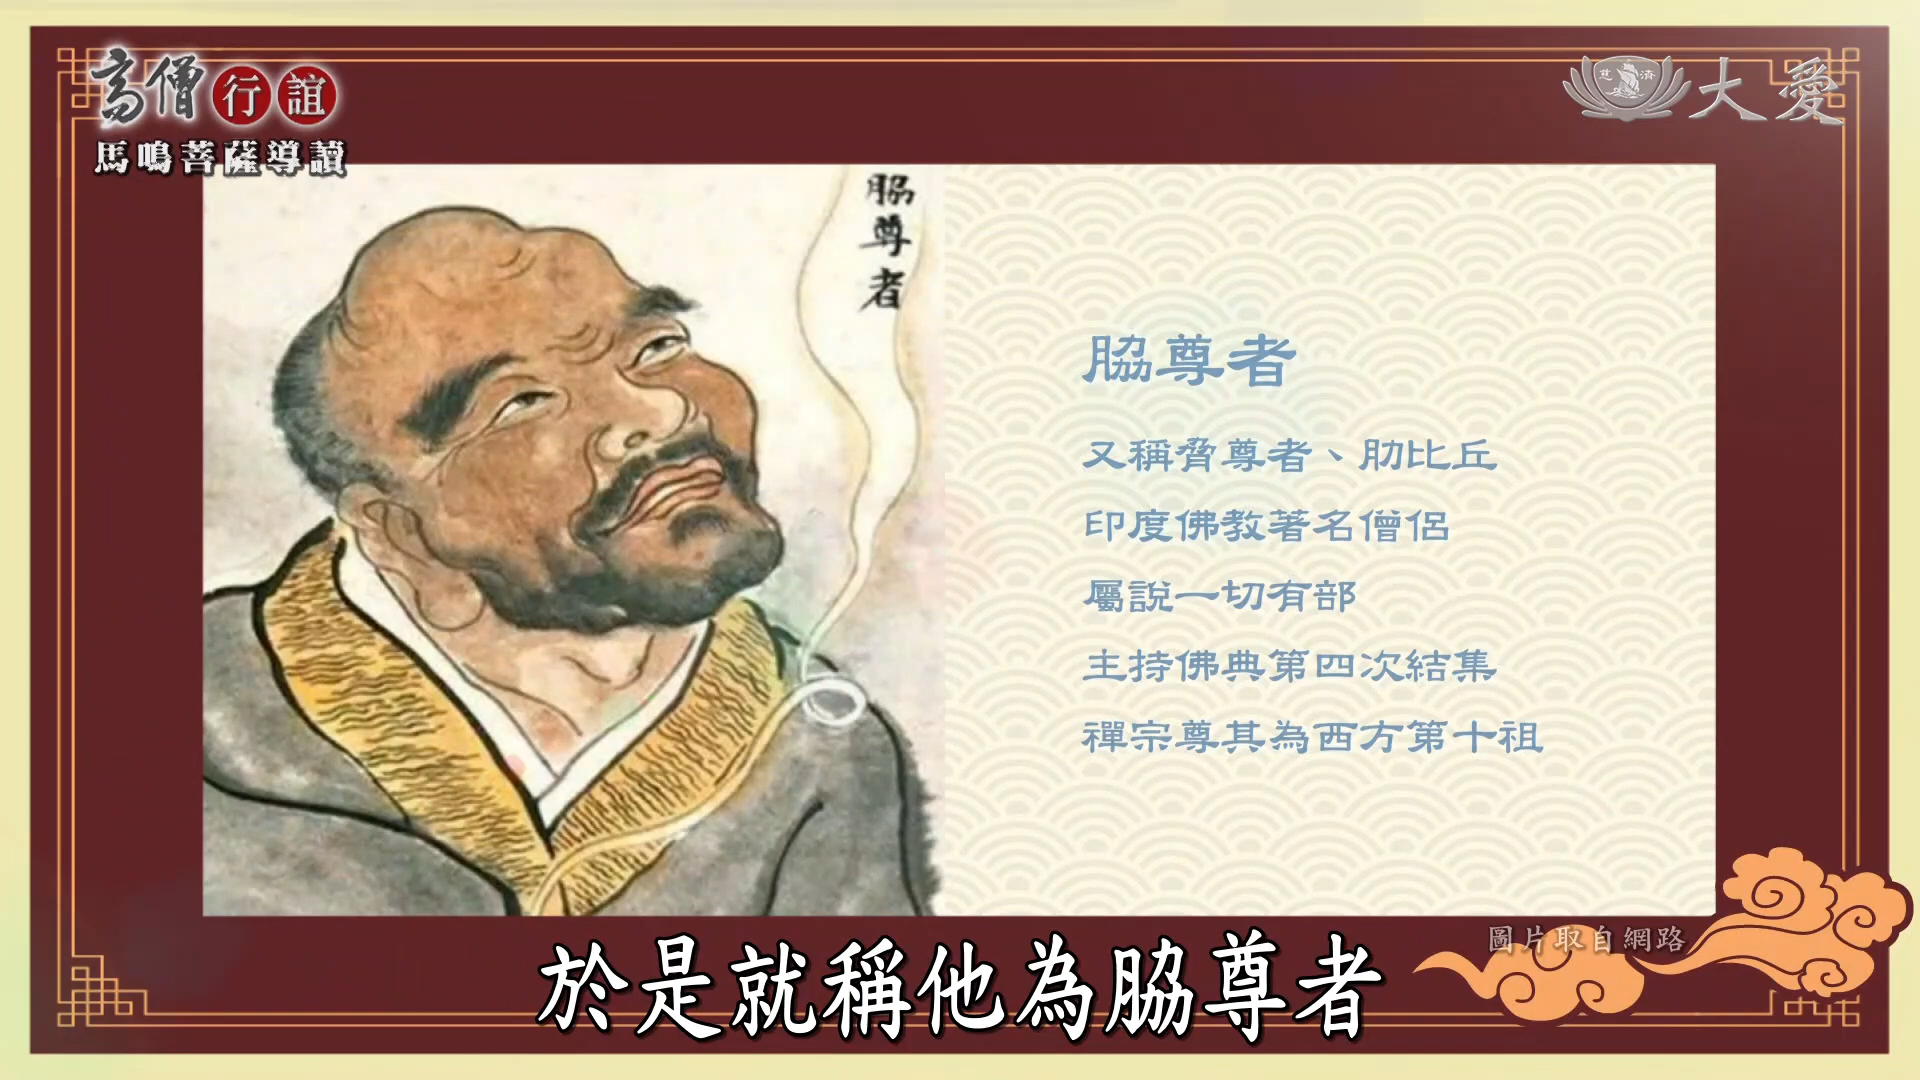 高僧行誼
馬鳴菩薩導讀
慈濟
大愛
脇尊者
脇尊者
又稱脅尊者、肋比丘
印度佛教著名僧侶
屬說一切有部
主持佛典第四次結集
禪宗尊其為西方第十祖
圖片取自網路
於是就稱他為脇尊者